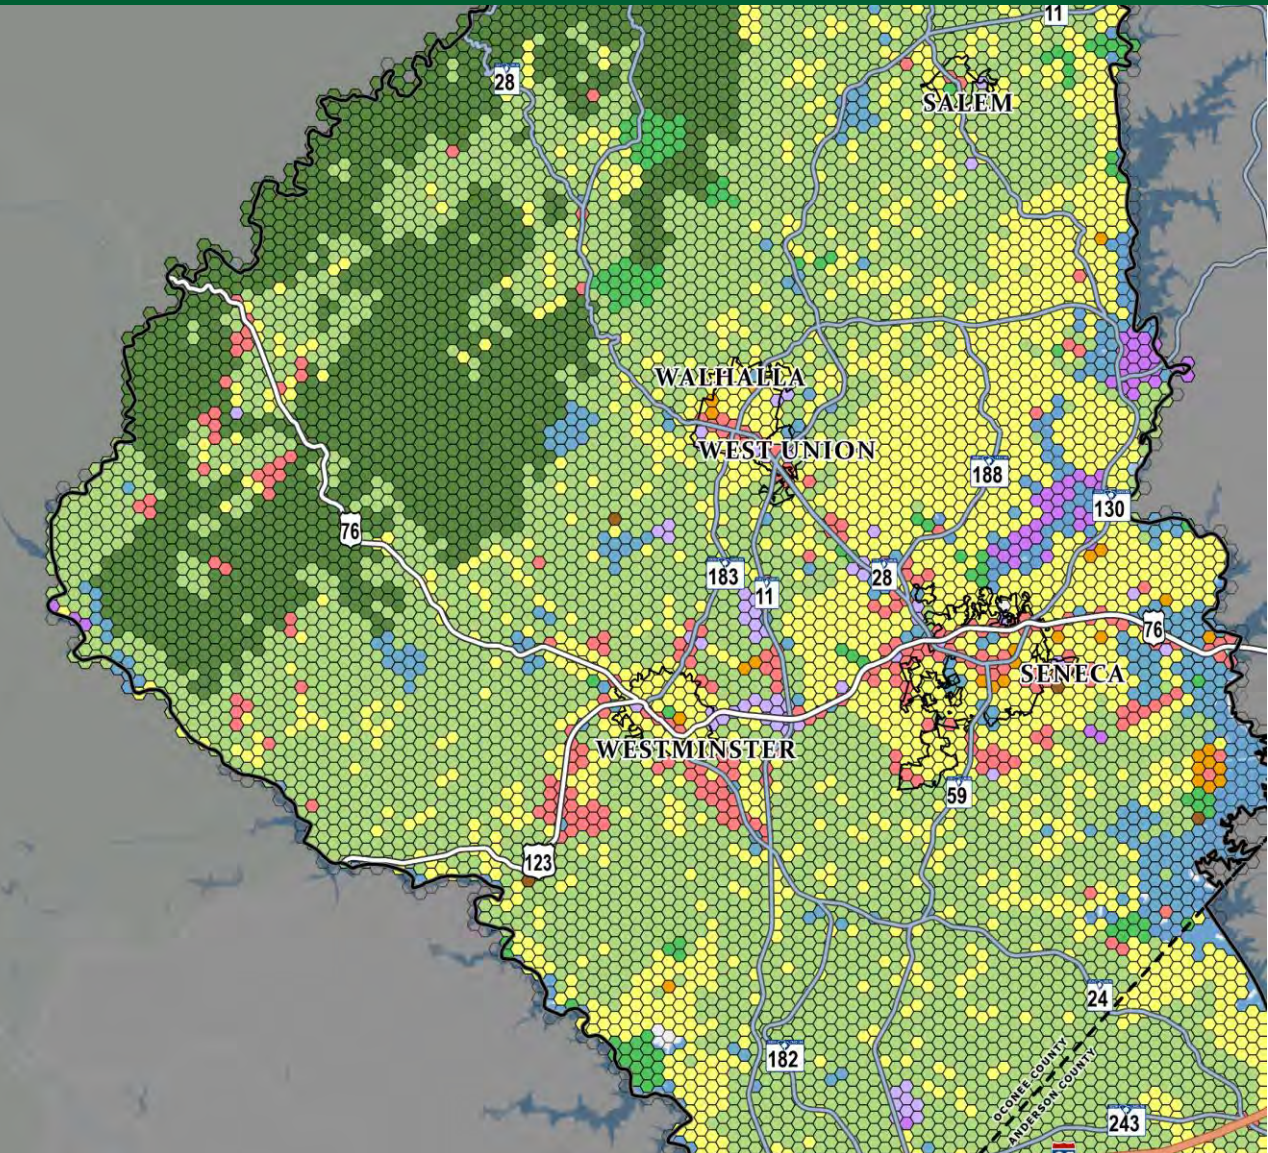 11
28
SALEM
WALHALLA
WEST UNION
188
130
76
183
11
28
76
SENECA
WESTMINSTER
59
123
24
182
OCONEE COUNTY
ANDERSON COUNTY
243